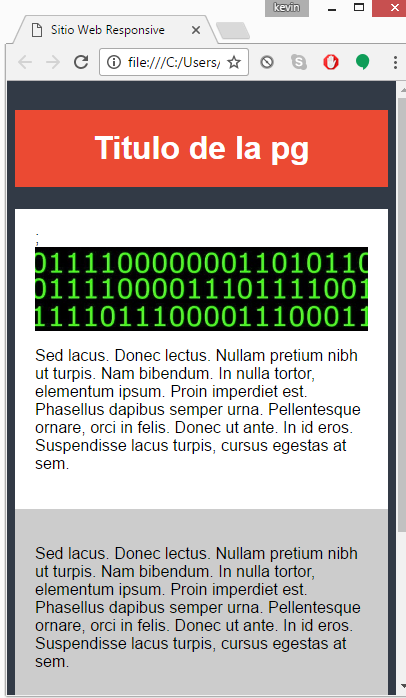 kevin
Sitio Web Responsive
file:///C:/Users/
Titulo de la pg
;
011110000000110101110
011110000111011111001
111101110000111100011
Sed lacus. Donec lectus. Nullam pretium nibh
ut turpis. Nam bibendum. In nulla tortor,
elementum ipsum. Proin imperdiet est.
Phasellus dapibus semper urna. Pellentesque
ornare, orci in felis. Donec ut ante. In id eros.
Suspendisse lacus turpis, cursus egestas at
sem.
Sed lacus. Donec lectus. Nullam pretium nibh
ut turpis. Nam bibendum. In nulla tortor,
elementum ipsum. Proin imperdiet est.
Phasellus dapibus semper urna. Pellentesque
ornare, orci in felis. Donec ut ante. In id eros.
Suspendisse lacus turpis, cursus egestas at
sem.